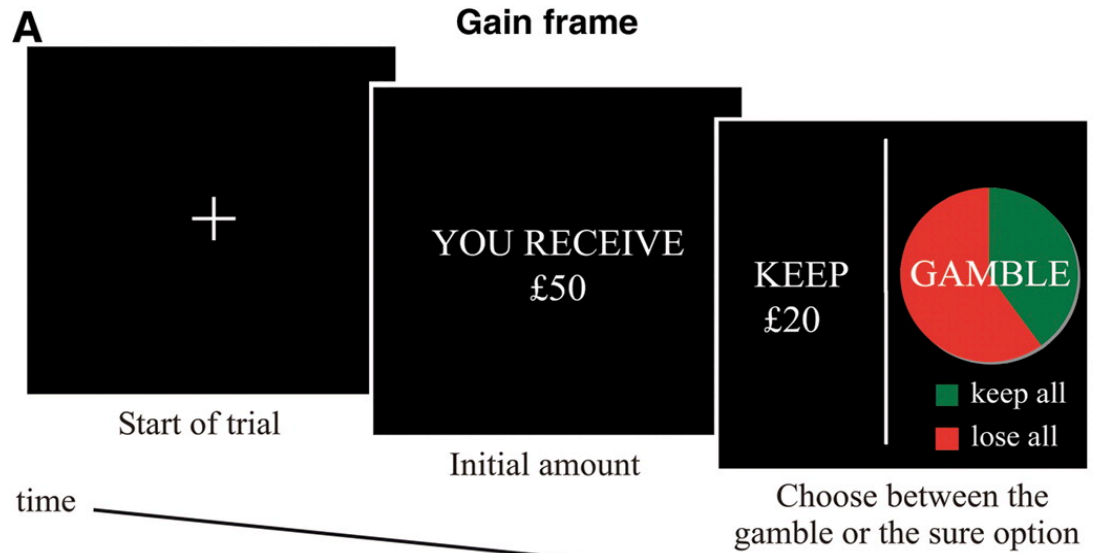 A
Gain frame
Start of trial
YOU RECEIVE
£50
Initial amount
KEEP
£20
GAMBLE
keep all
lose all
Choose between the
gamble or the sure option
time